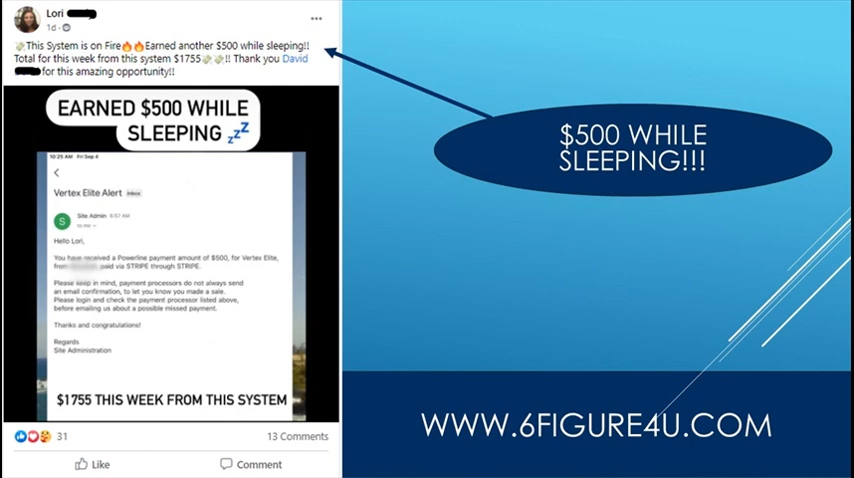 Lori
1d
💸This System is on Fire🔥🔥Earned another $500 while sleeping!!
Total for this week from this system $1755💸💸!! Thank you David
for this amazing opportunity!!
EARNED $500 WHILE
SLEEPING 💤
10:25 AM Fri Sep 4
Vertex Elite Alert Inbox
S
Site Admin 8:57 AM
to me
Hello Lori,
You have received a Powerline payment amount of $500, for Vertex Elite,
from paid via STRIPE through STRIPE.
Please keep in mind, payment processors do not always send
an email confirmation, to let you know you made a sale.
Please login and check the payment processor listed above,
before emailing us about a possible missed payment.
Thanks and congratulations!
Regards
Site Administration
$1755 THIS WEEK FROM THIS SYSTEM
31
13 Comments
Like
Comment
$500 WHILE
SLEEPING!!!
WWW.6FIGURE4U.COM